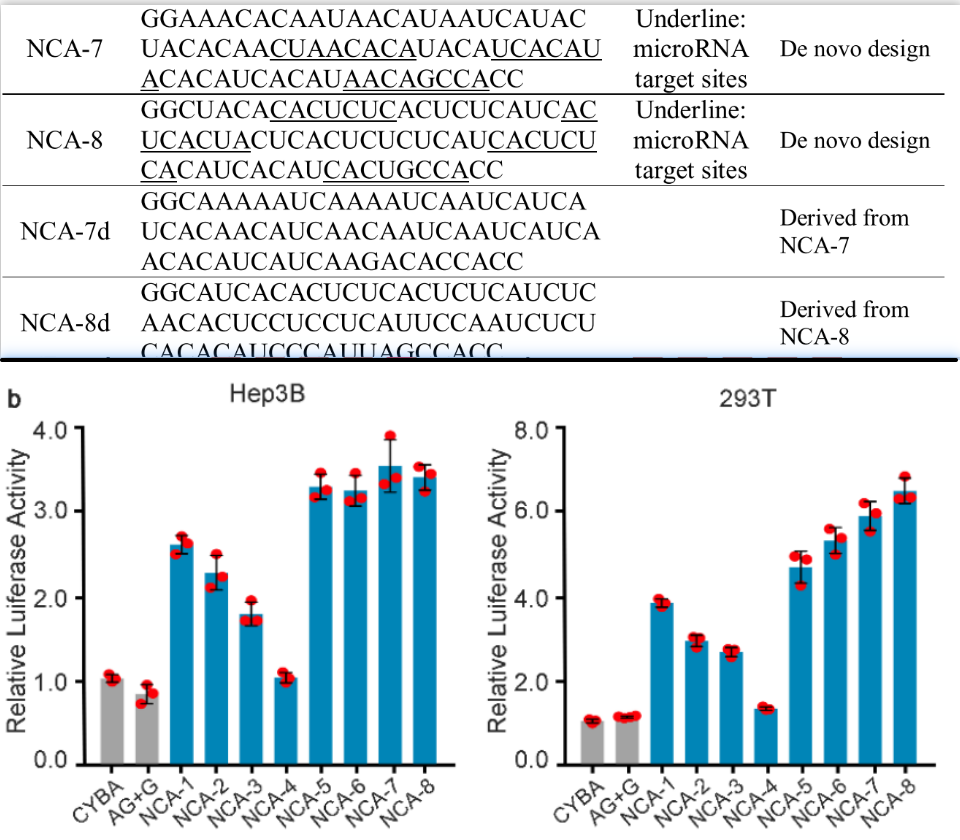 GGAAACACAAUAACAUAAUCAUAC Underline:
NCA-7 UACACAACUAACACAUACAUCACAU microRNA De novo design
ACACAUCACAUAACAGCCACC target sites
GGCUACACACUCUCACUCUCAUCAC Underline:
NCA-8 UCACUACUCACUCUCUCUCAUCACUCU microRNA De novo design
CACAUCACAUCACUGCCACC target sites
GGCAAAAAUCAAAAUCAAUCAUCA
NCA-7d UCACAACAUCAACAAUCAAUCAUCA Derived from NCA-7
ACACAUCAUCAAGACACCACC
GGCAUCACACUCUCACUCUCAUCUC
NCA-8d AACACUCCUCCUCAUUCCAAUCUCU Derived from NCA-8
CACACAUCCCAUUAGCCACC
b
Hep3B
Relative Luiferase Activity
4.0
3.0
2.0
1.0
0.0
CYBA AG+G NCA-1 NCA-2 NCA-3 NCA-4 NCA-5 NCA-6 NCA-7 NCA-8
293T
Relative Luiferase Activity
8.0
6.0
4.0
2.0
0.0
CYBA AG+G NCA-1 NCA-2 NCA-3 NCA-4 NCA-5 NCA-6 NCA-7 NCA-8